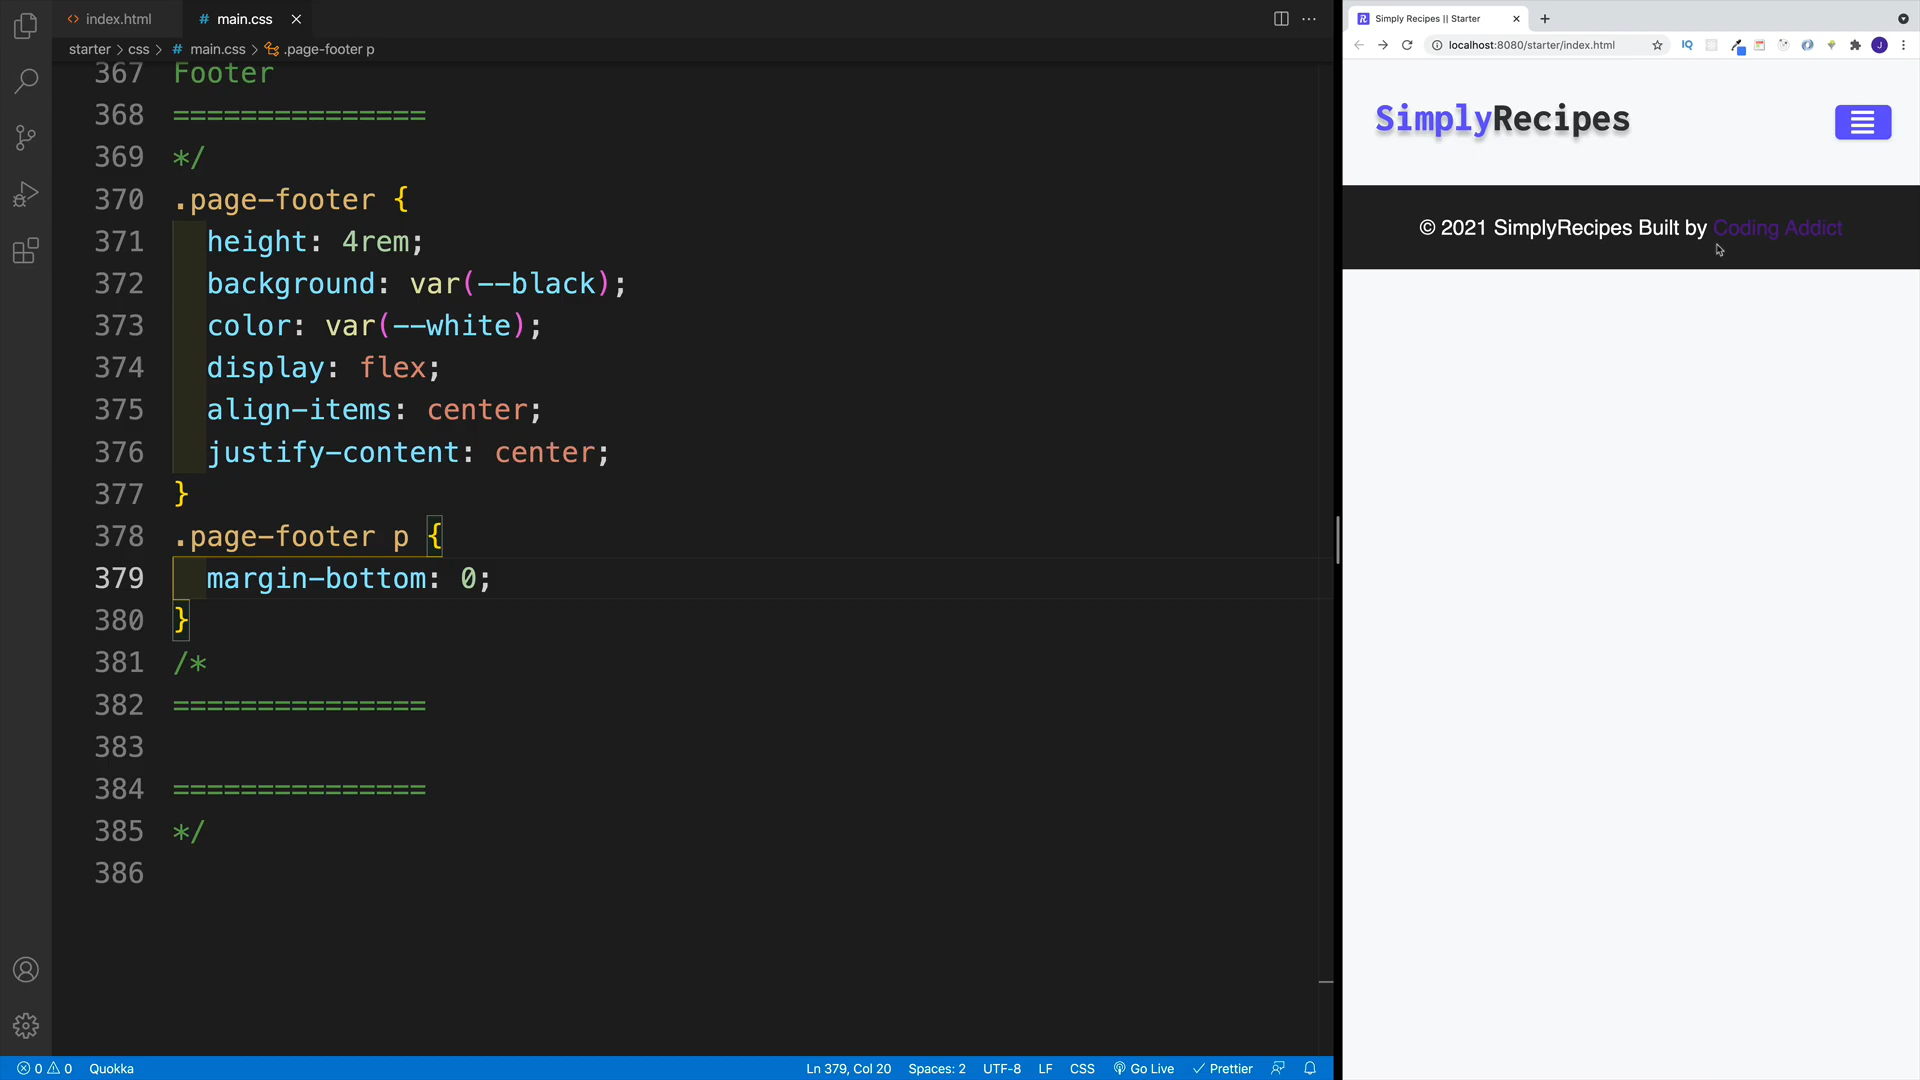 index.html
# main.css
starter > css > # main.css > .page-footer p
367 Footer
368 ===============
369 */
370 .page-footer {
371 height: 4rem;
372 background: var(--black);
373 color: var(--white);
374 display: flex;
375 align-items: center;
376 justify-content: center;
377 }
378 .page-footer p {
379 margin-bottom: 0;
380 }
381 /*
382 ===============
383
384 ===============
385 */
386
0 0 Quokka
Ln 379, Col 20 Spaces: 2 UTF-8 LF CSS Go Live Prettier
Simply Recipes || Starter
localhost:8080/starter/index.html
IQ
J
SimplyRecipes
© 2021 SimplyRecipes Built by Coding Addict